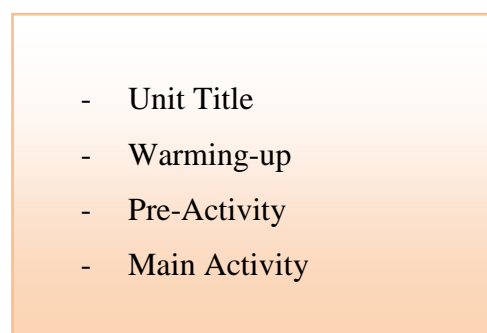 - Unit Title
- Warming-up
- Pre-Activity
- Main Activity